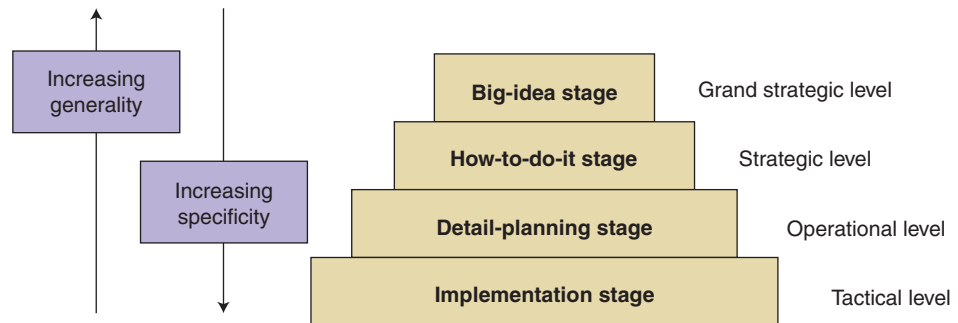 Increasing
generality
Increasing
specificity
Big-idea stage
Grand strategic level
How-to-do-it stage
Strategic level
Detail-planning stage
Operational level
Implementation stage
Tactical level